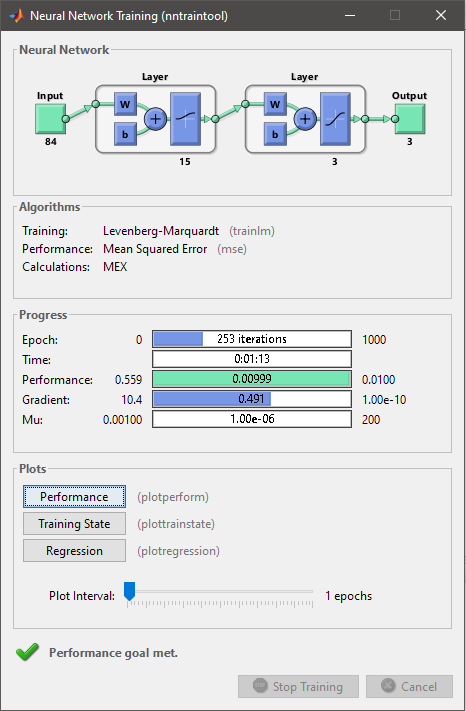 Neural Network Training (nntraintool)
Neural Network
Layer Layer
Input Output
W W
b b
84 3
15 3
Algorithms
Training: Levenberg-Marquardt (trainlm)
Performance: Mean Squared Error (mse)
Calculations: MEX
Progress
Epoch: 0 253 iterations 1000
Time: 0:01:13
Performance: 0.559 0.00999 0.0100
Gradient: 10.4 0.491 1.00e-10
Mu: 0.00100 1.00e-06 200
Plots
Performance (plotperform)
Training State (plottrainstate)
Regression (plotregression)
Plot Interval: 1 epochs
Performance goal met.
Stop Training Cancel